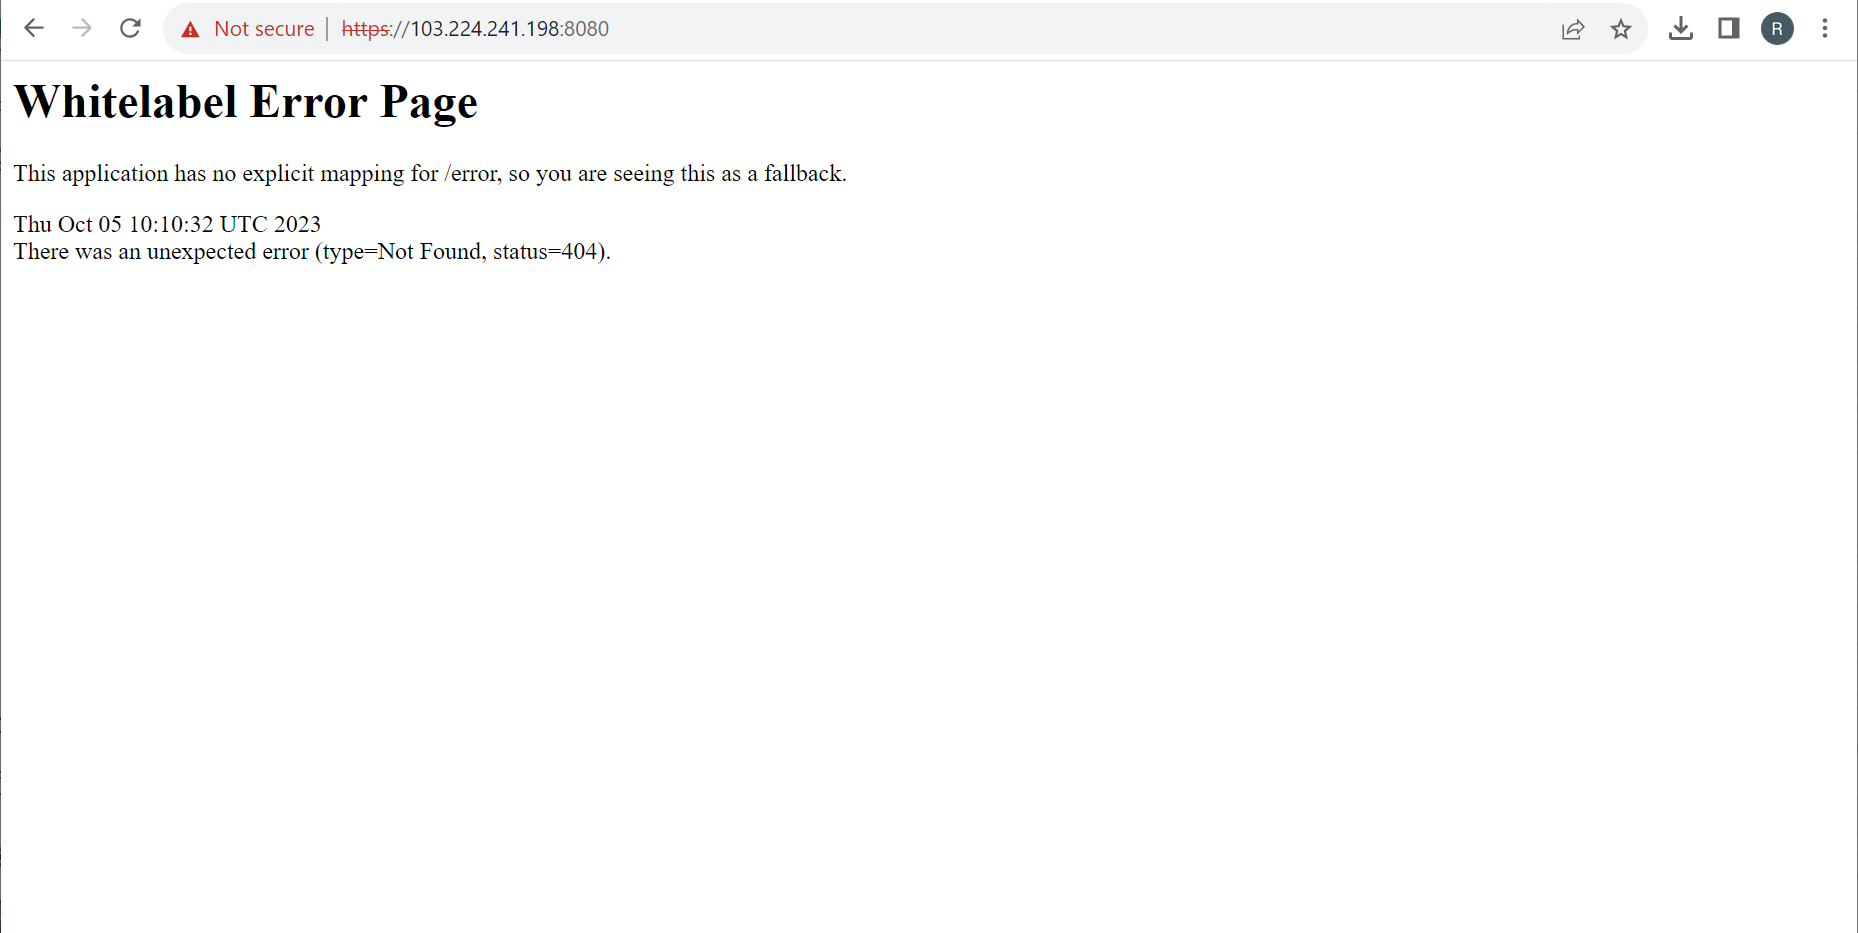 Not secure | https://103.224.241.198:8080
R
Whitelabel Error Page
This application has no explicit mapping for /error, so you are seeing this as a fallback.
Thu Oct 05 10:10:32 UTC 2023
There was an unexpected error (type=Not Found, status=404).